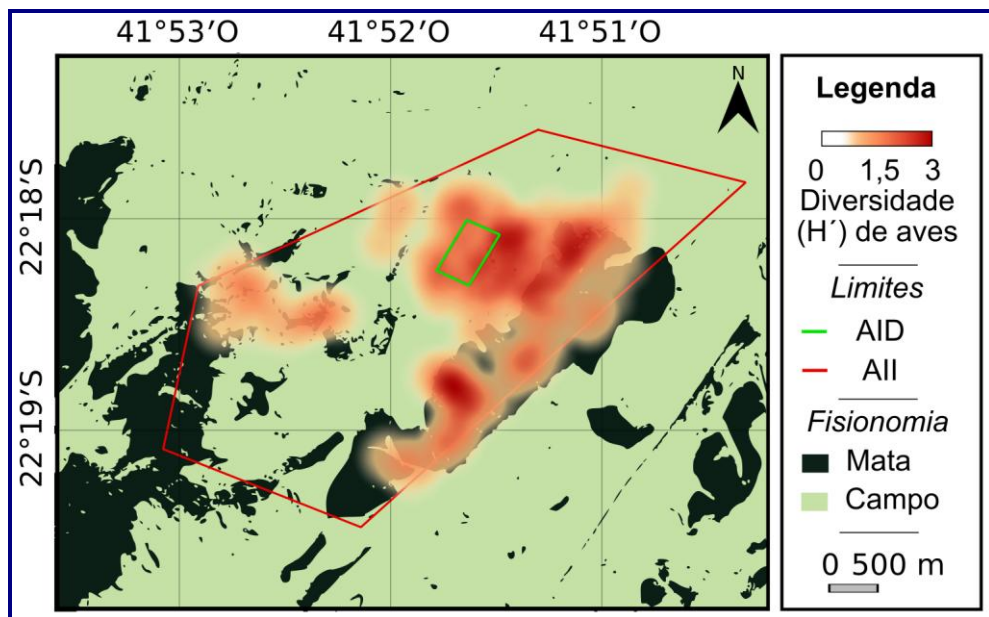 41°53′O 41°52′O 41°51′O
22°18′S
22°19′S
N
Legenda
0 1,5 3
Diversidade
(H´) de aves
Limites
AID
AII
Fisionomia
Mata
Campo
0 500 m